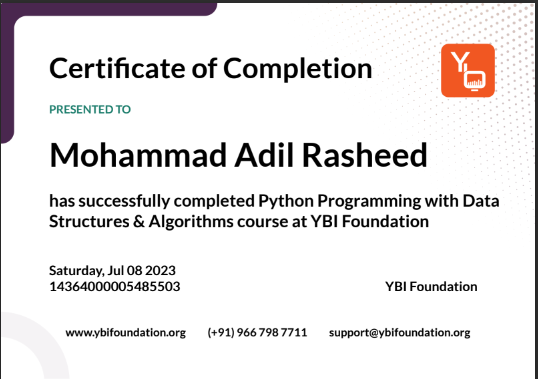 Certificate of Completion
Yb
PRESENTED TO
Mohammad Adil Rasheed
has successfully completed Python Programming with Data
Structures & Algorithms course at YBI Foundation
Saturday, Jul 08 2023
14364000005485503
YBI Foundation
www.ybifoundation.org (+91) 966 798 7711 support@ybifoundation.org